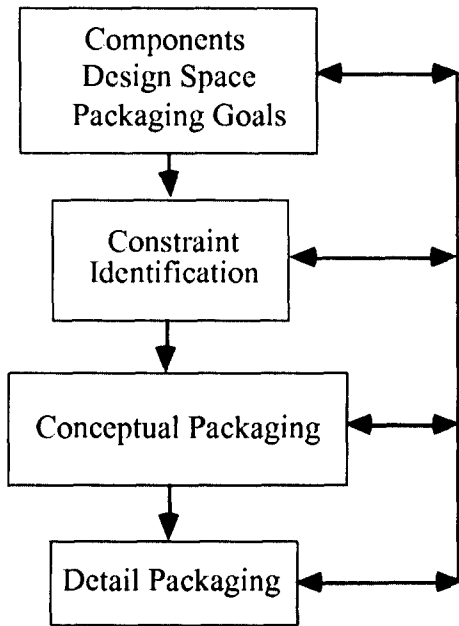 Components
Design Space
Packaging Goals
Constraint
Identification
Conceptual Packaging
Detail Packaging